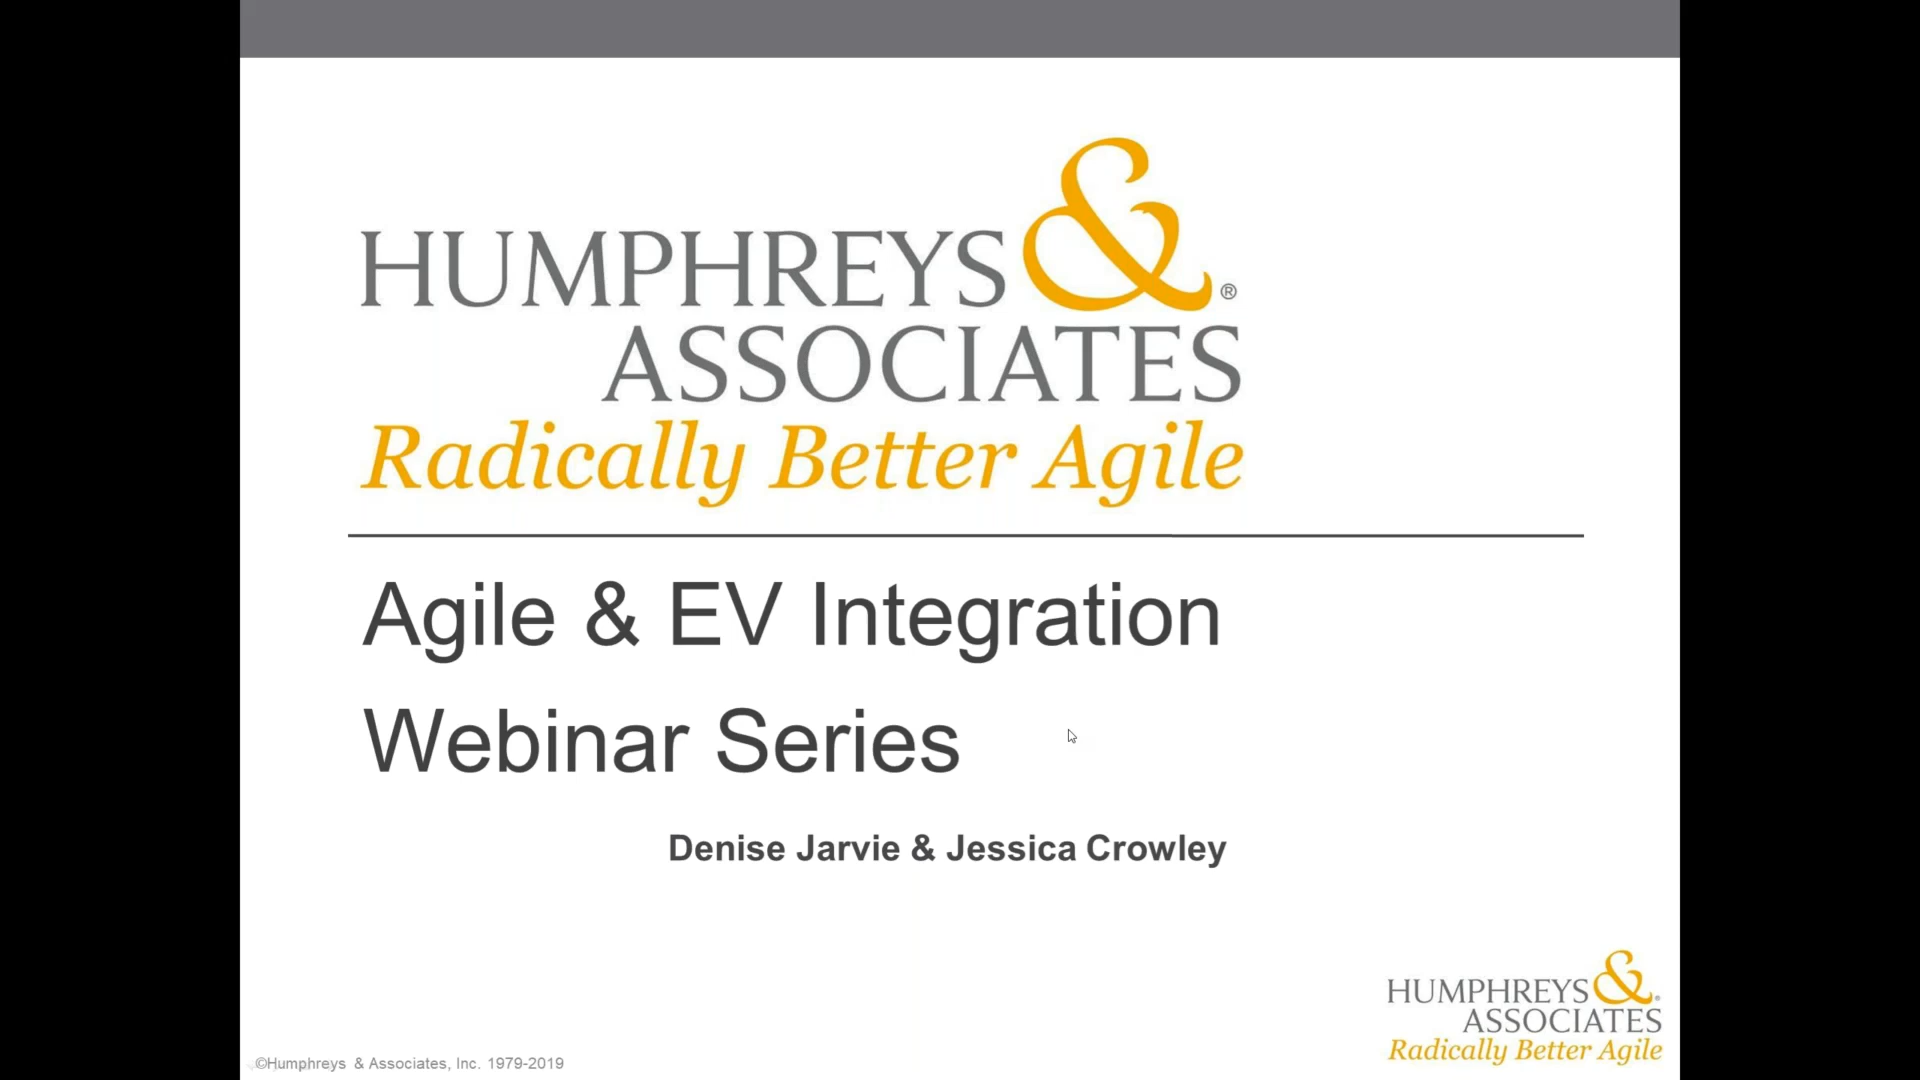 HUMPHREYS &®
ASSOCIATES
Radically Better Agile
Agile & EV Integration
Webinar Series
Denise Jarvie & Jessica Crowley
HUMPHREYS &®
ASSOCIATES
Radically Better Agile
©Humphreys & Associates, Inc. 1979-2019